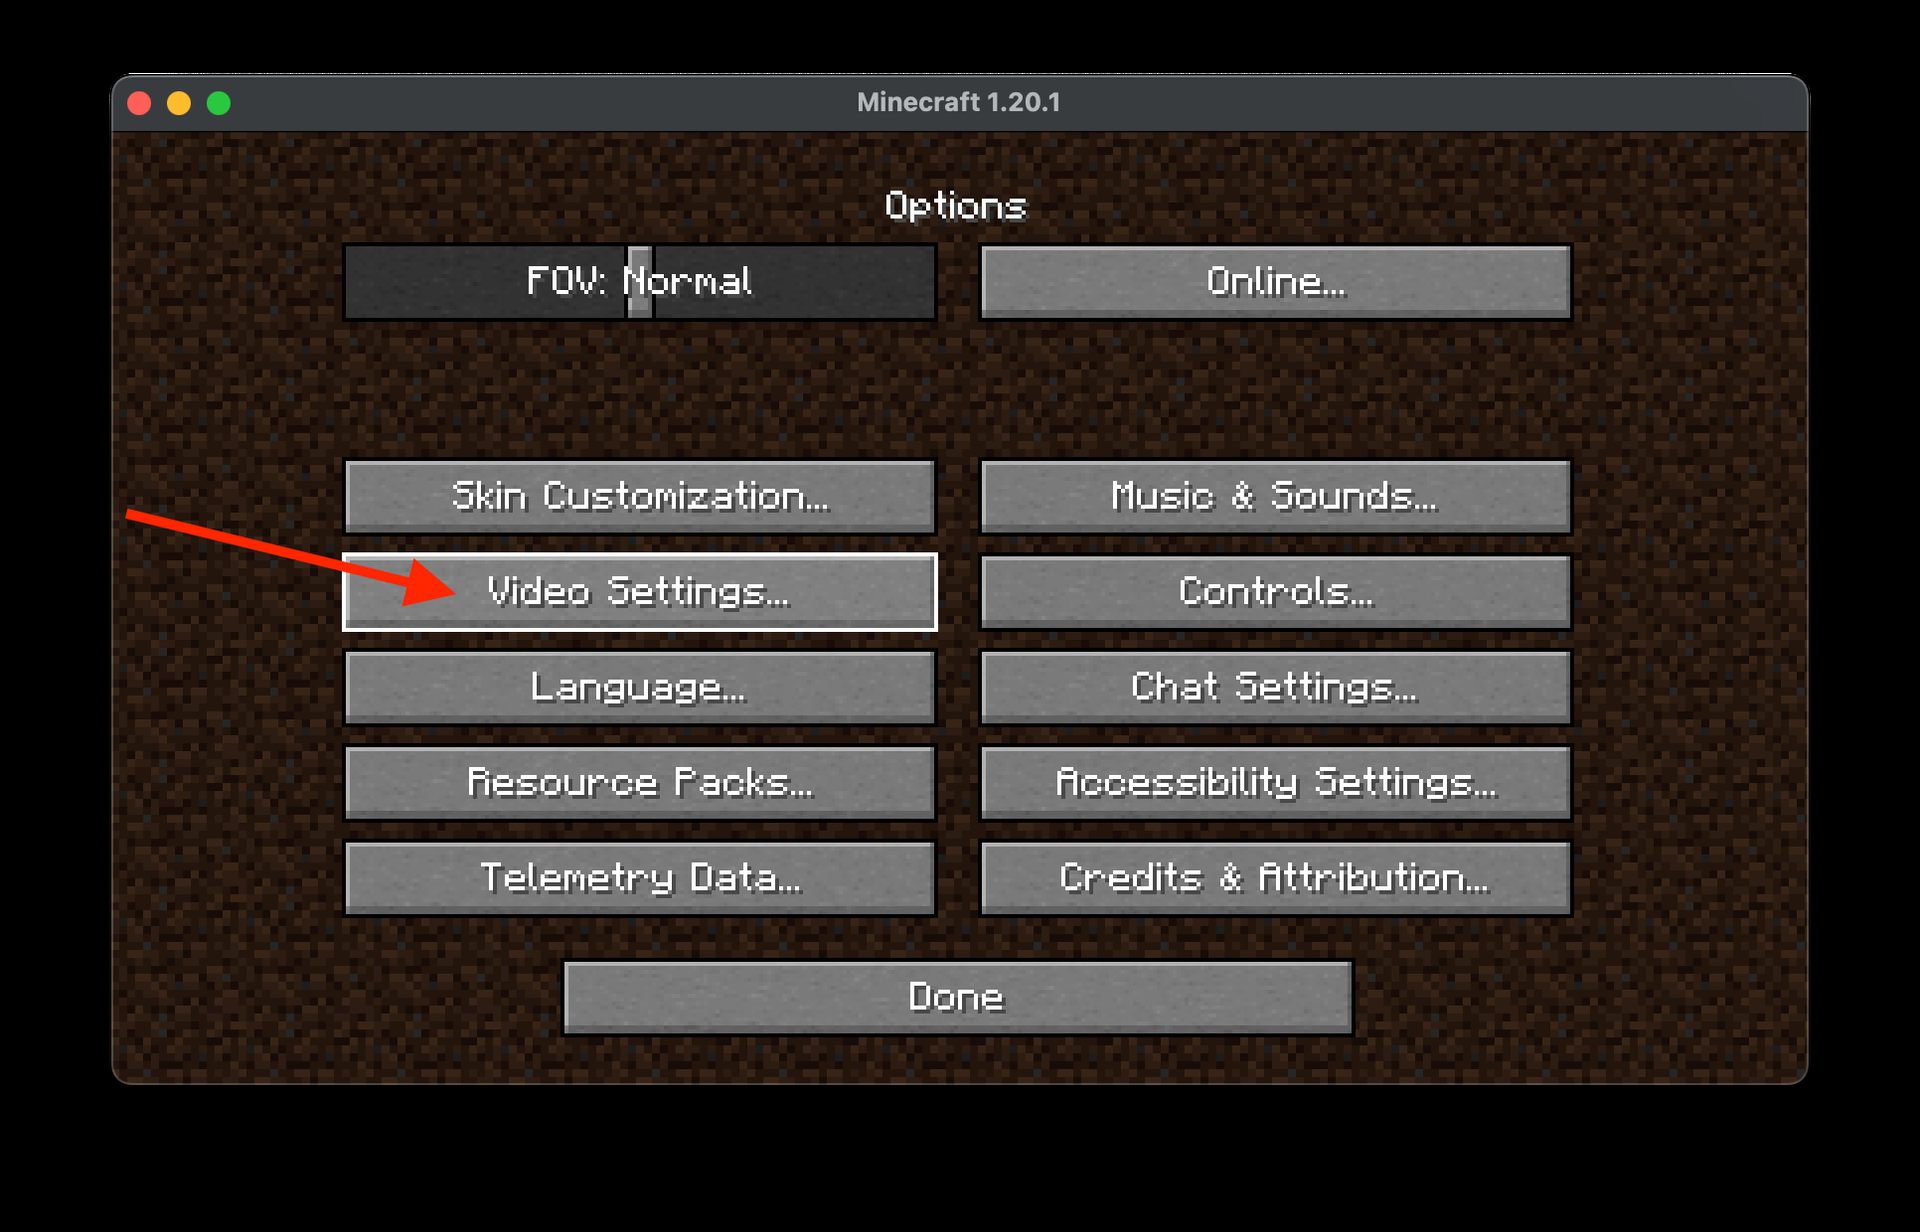 Minecraft 1.20.1
Options
FOV: Normal
Online...
Skin Customization...
Music & Sounds...
Video Settings...
Controls...
Language...
Chat Settings...
Resource Packs...
Accessibility Settings...
Telemetry Data...
Credits & Attribution...
Done